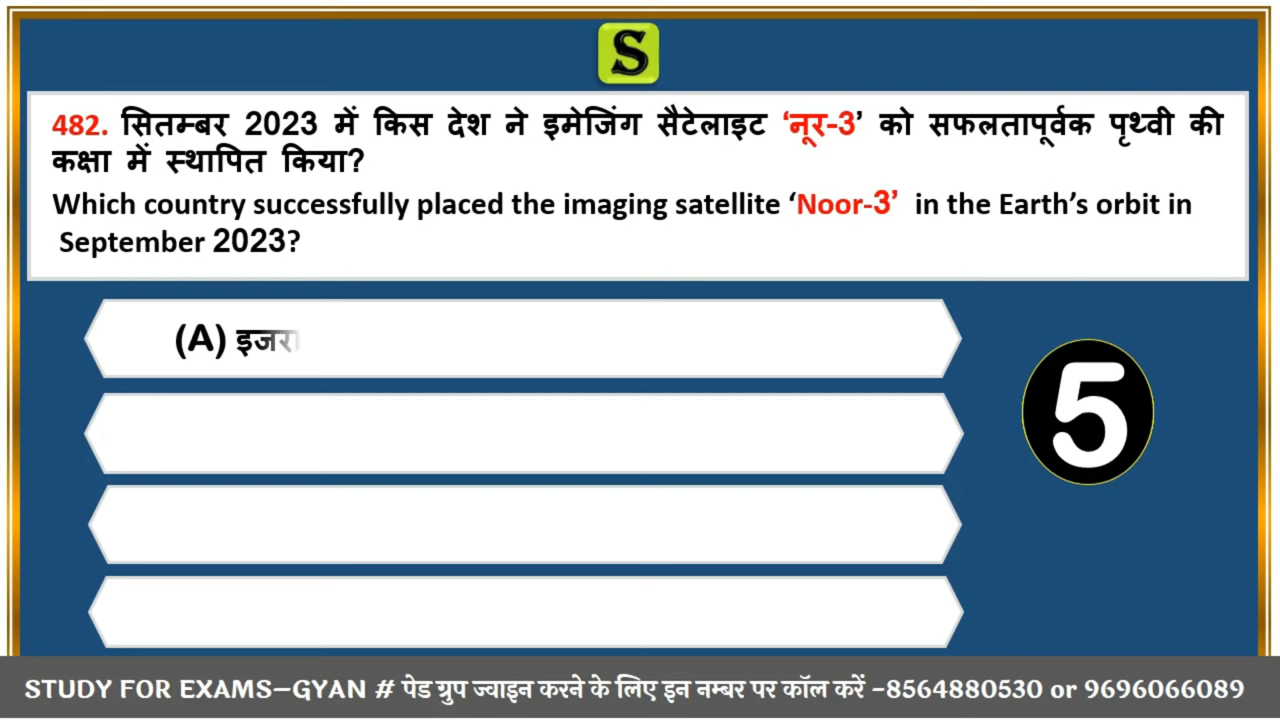 S
482. सितम्बर 2023 में किस देश ने इमेजिंग सैटेलाइट ‘नूर-3’ को सफलतापूर्वक पृथ्वी की
कक्षा में स्थापित किया?
Which country successfully placed the imaging satellite ‘Noor-3’ in the Earth’s orbit in
September 2023?
(A) इजरा
5
STUDY FOR EXAMS–GYAN # पेड ग्रुप ज्वाइन करने के लिए इन नम्बर पर कॉल करें –8564880530 or 9696066089